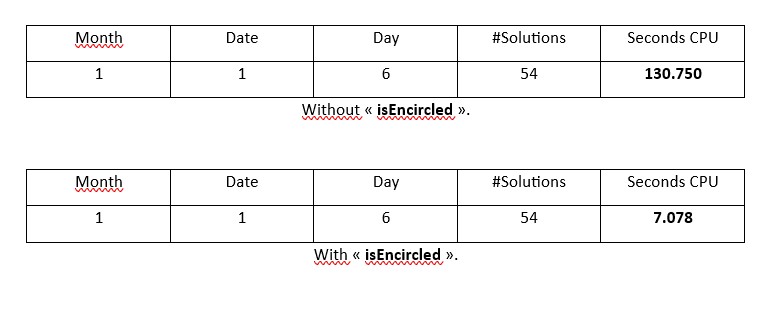 Month Date Day #Solutions Seconds CPU
1 1 6 54 130.750
Without « isEncircled ».
Month Date Day #Solutions Seconds CPU
1 1 6 54 7.078
With « isEncircled ».